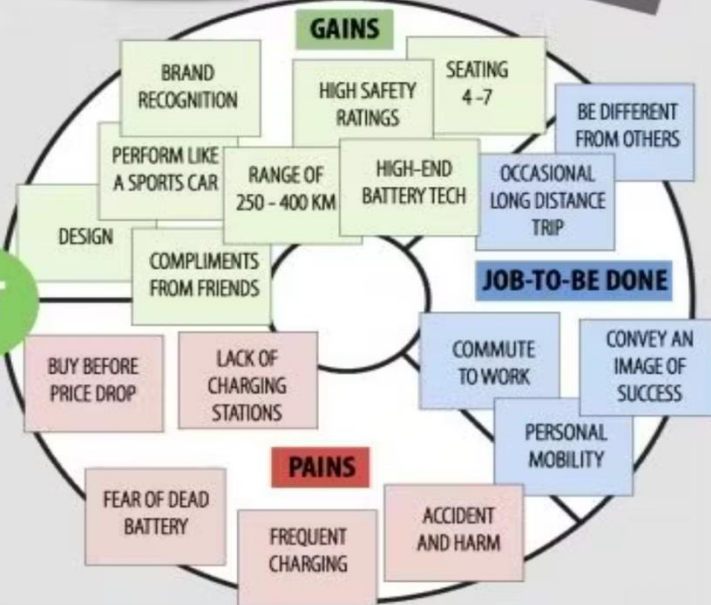 GAINS
BRAND
RECOGNITION
HIGH SAFETY
RATINGS
SEATING
4 -7
BE DIFFERENT
FROM OTHERS
PERFORM LIKE
A SPORTS CAR
RANGE OF
250 - 400 KM
HIGH-END
BATTERY TECH
OCCASIONAL
LONG DISTANCE
TRIP
DESIGN
COMPLIMENTS
FROM FRIENDS
JOB-TO-BE DONE
BUY BEFORE
PRICE DROP
LACK OF
CHARGING
STATIONS
COMMUTE
TO WORK
CONVEY AN
IMAGE OF
SUCCESS
PERSONAL
MOBILITY
PAINS
FEAR OF DEAD
BATTERY
FREQUENT
CHARGING
ACCIDENT
AND HARM